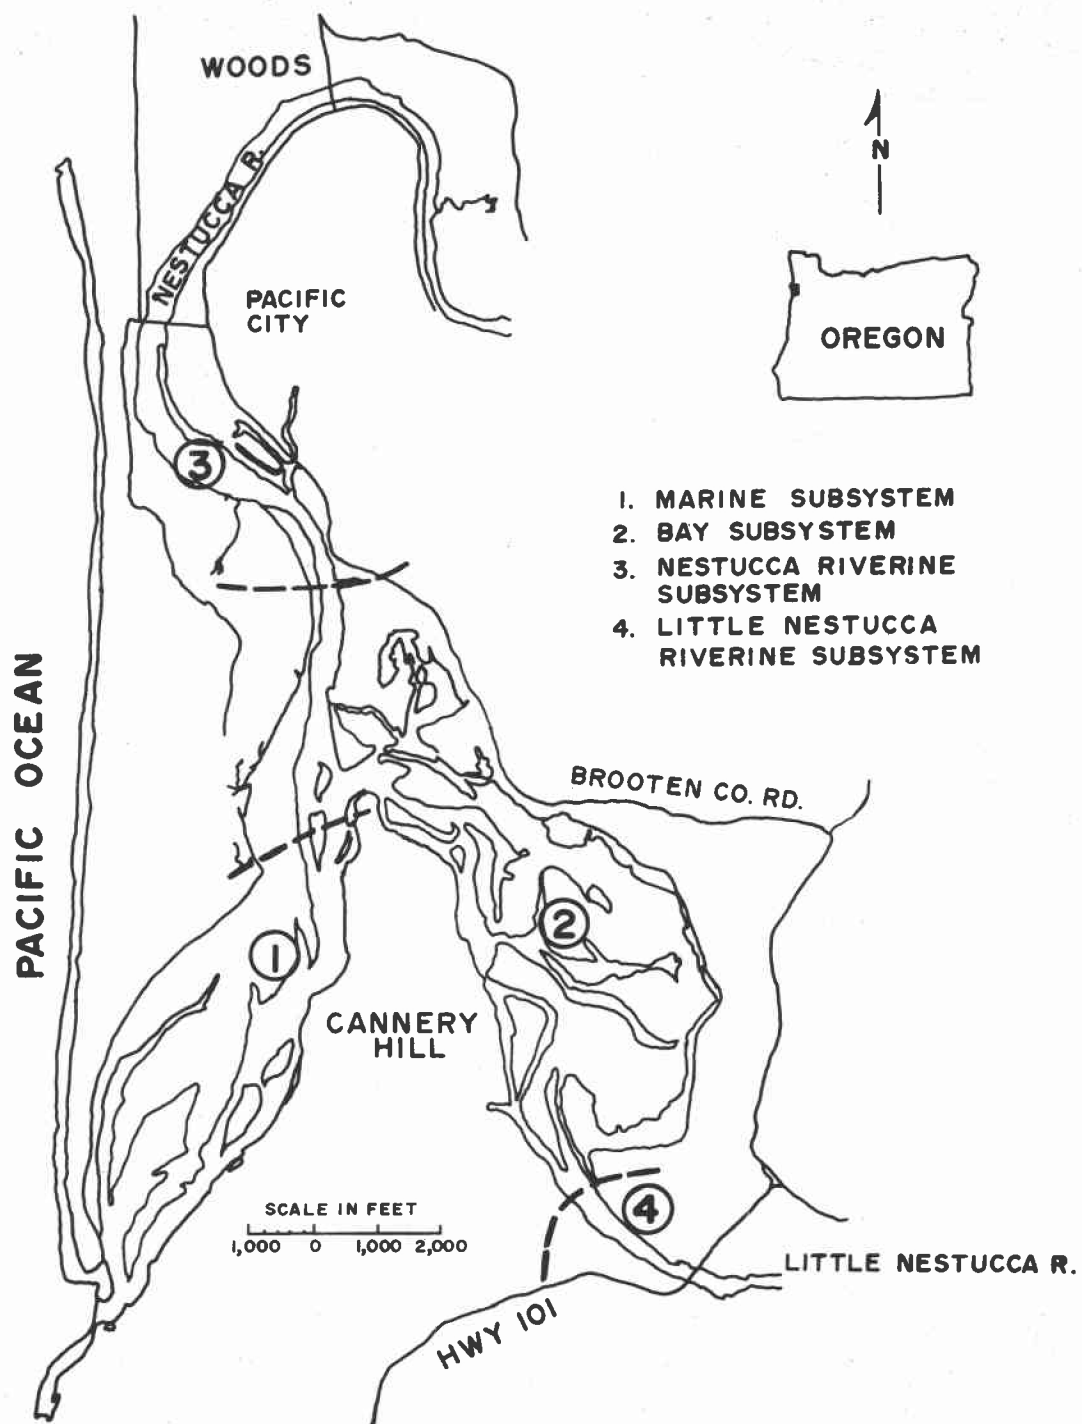 WOODS
N
NESTUCCA R.
PACIFIC
CITY
OREGON
3
1. MARINE SUBSYSTEM
2. BAY SUBSYSTEM
3. NESTUCCA RIVERINE
SUBSYSTEM
4. LITTLE NESTUCCA
RIVERINE SUBSYSTEM
PACIFIC OCEAN
BROOTEN CO. RD.
2
1
CANNERY
HILL
4
SCALE IN FEET
1,000 0 1,000 2,000
LITTLE NESTUCCA R.
HWY 101